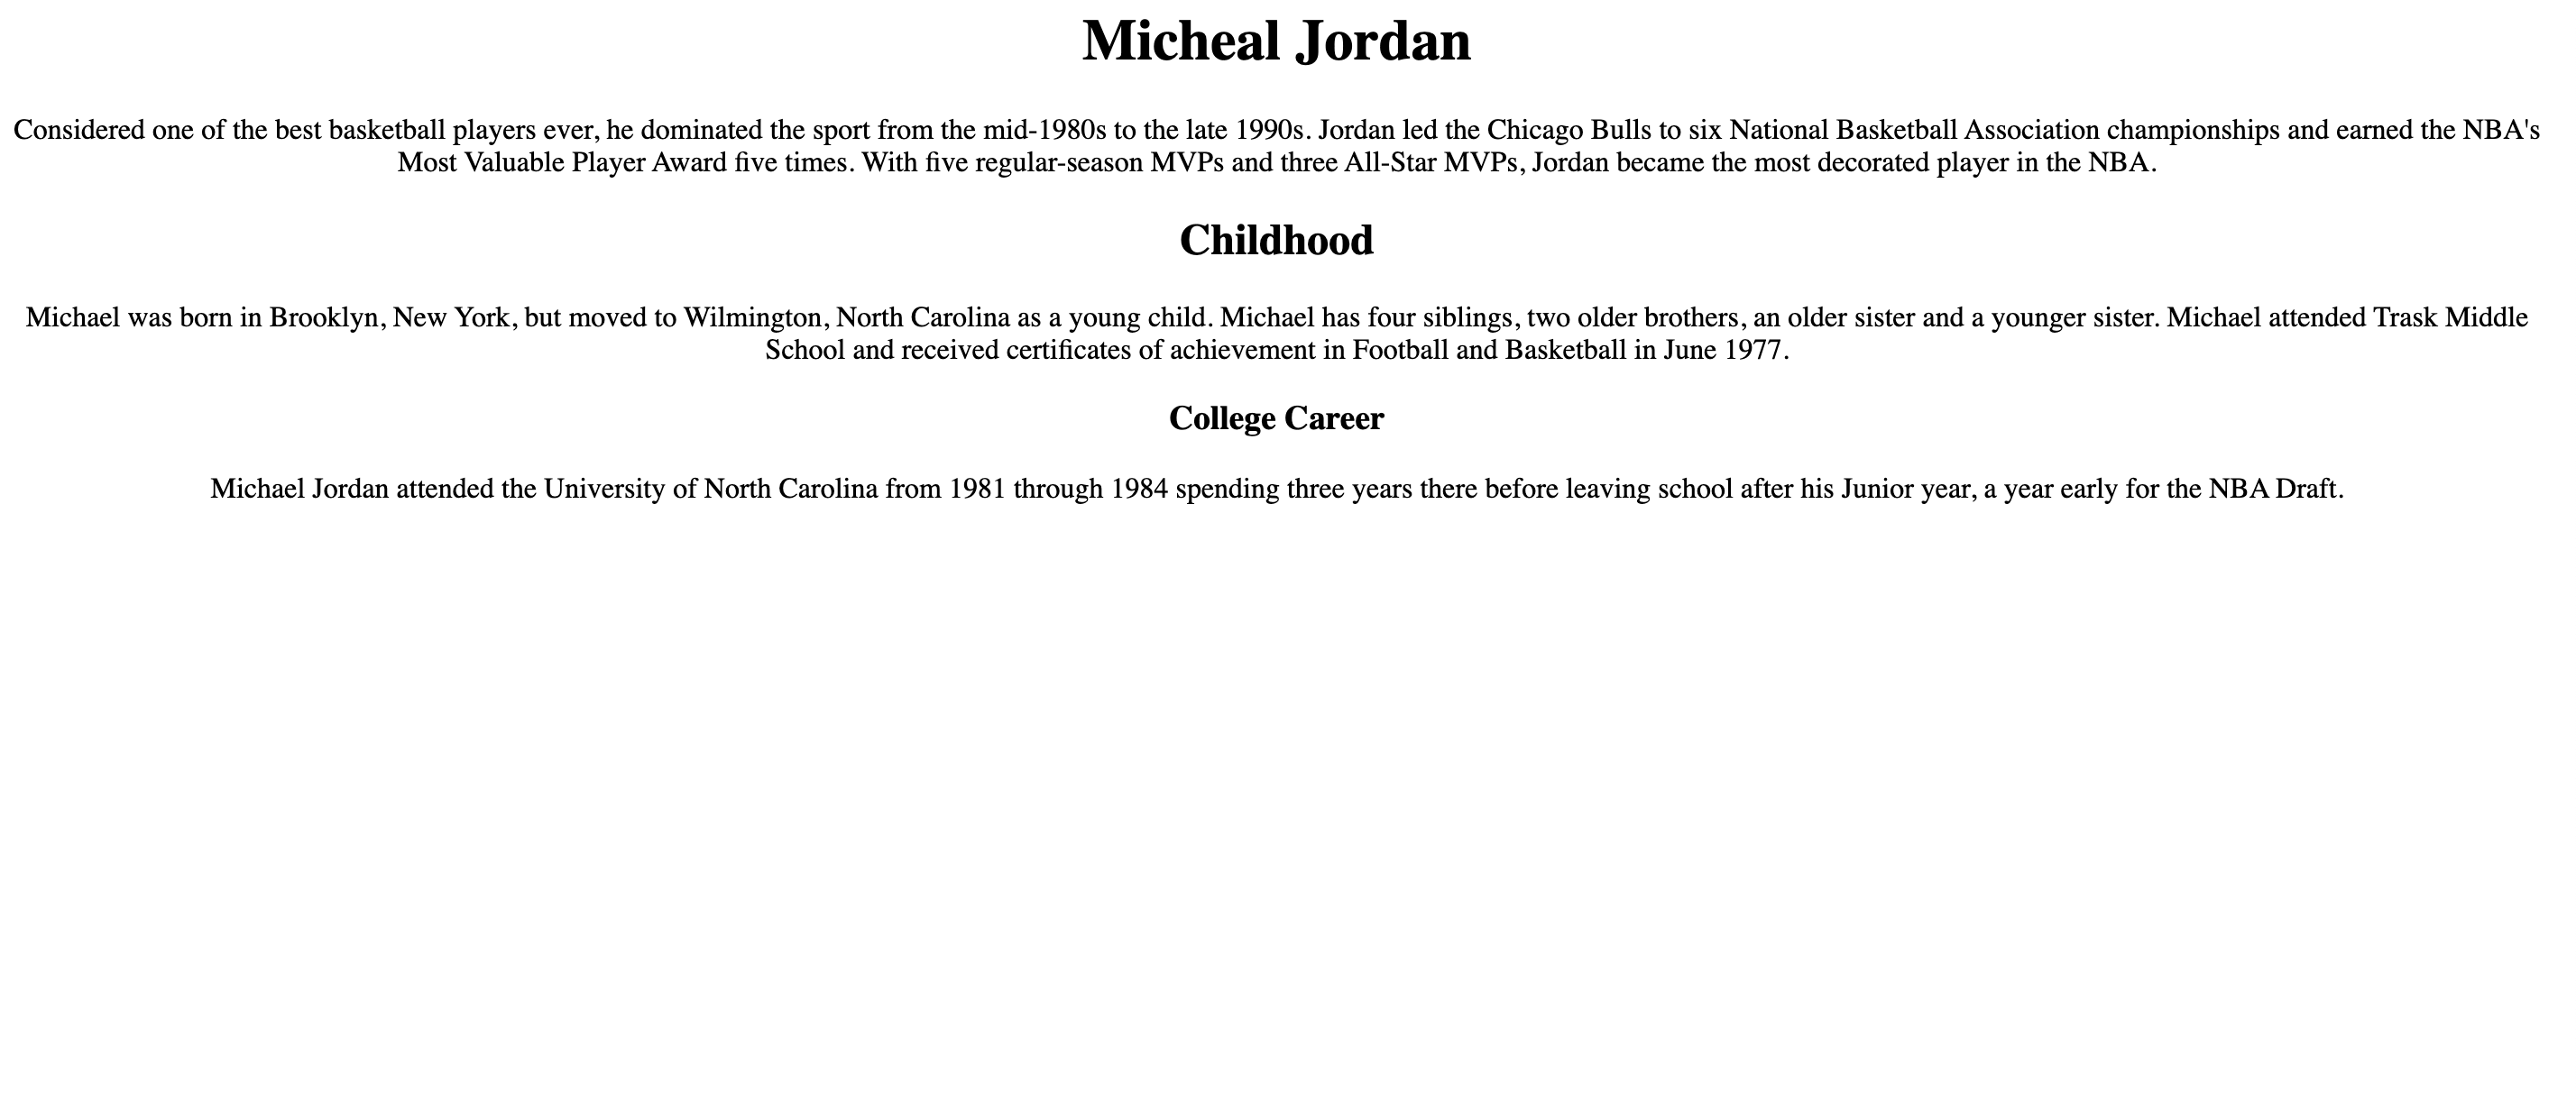 Micheal Jordan
Considered one of the best basketball players ever, he dominated the sport from the mid-1980s to the late 1990s. Jordan led the Chicago Bulls to six National Basketball Association championships and earned the NBA's
Most Valuable Player Award five times. With five regular-season MVPs and three All-Star MVPs, Jordan became the most decorated player in the NBA.
Childhood
Michael was born in Brooklyn, New York, but moved to Wilmington, North Carolina as a young child. Michael has four siblings, two older brothers, an older sister and a younger sister. Michael attended Trask Middle
School and received certificates of achievement in Football and Basketball in June 1977.
College Career
Michael Jordan attended the University of North Carolina from 1981 through 1984 spending three years there before leaving school after his Junior year, a year early for the NBA Draft.